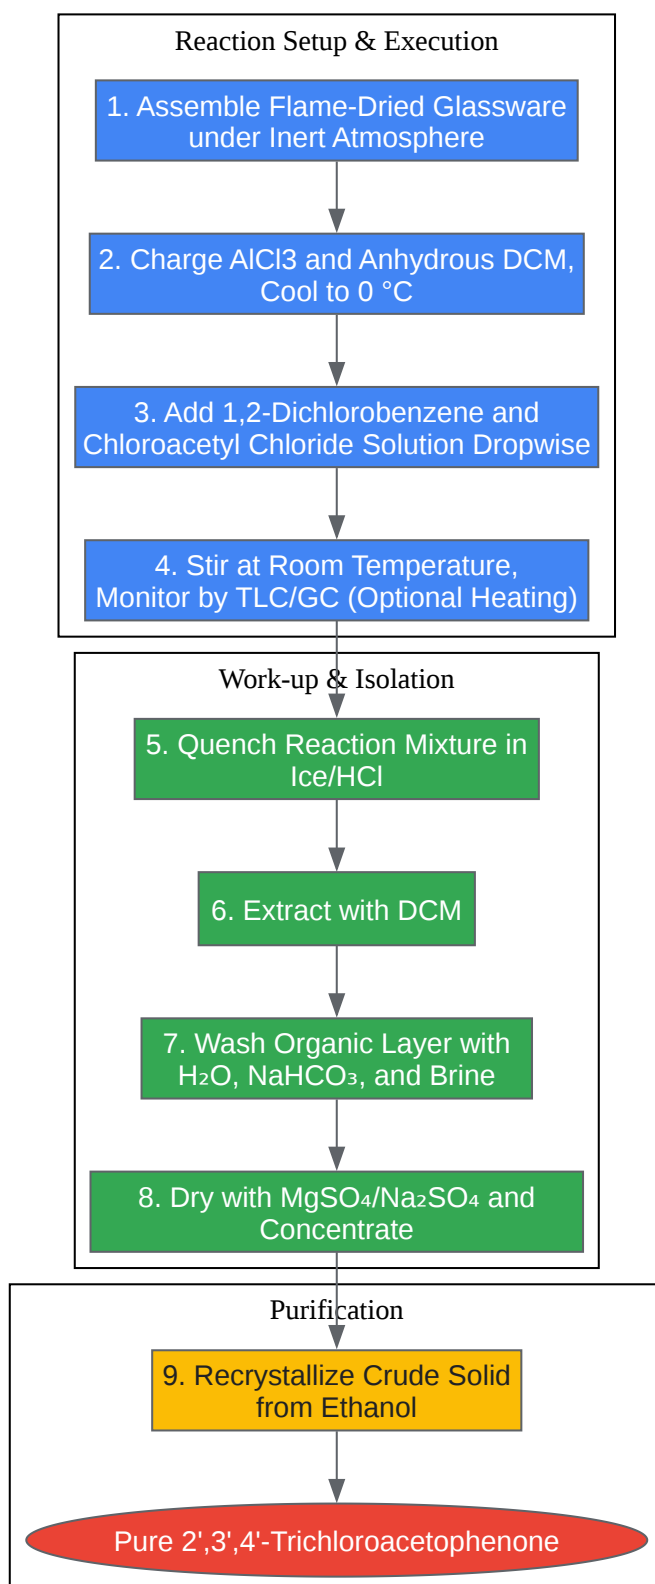 Reaction Setup & Execution
1. Assemble Flame-Dried Glassware
under Inert Atmosphere
2. Charge AlCl3 and Anhydrous DCM,
Cool to 0 °C
3. Add 1,2-Dichlorobenzene and
Chloroacetyl Chloride Solution Dropwise
4. Stir at Room Temperature,
Monitor by TLC/GC (Optional Heating)
Work-up & Isolation
5. Quench Reaction Mixture in
Ice/HCl
6. Extract with DCM
7. Wash Organic Layer with
H₂O, NaHCO₃, and Brine
8. Dry with MgSO₄/Na₂SO₄ and
Concentrate
Purification
9. Recrystallize Crude Solid
from Ethanol
Pure 2',3',4'-Trichloroacetophenone